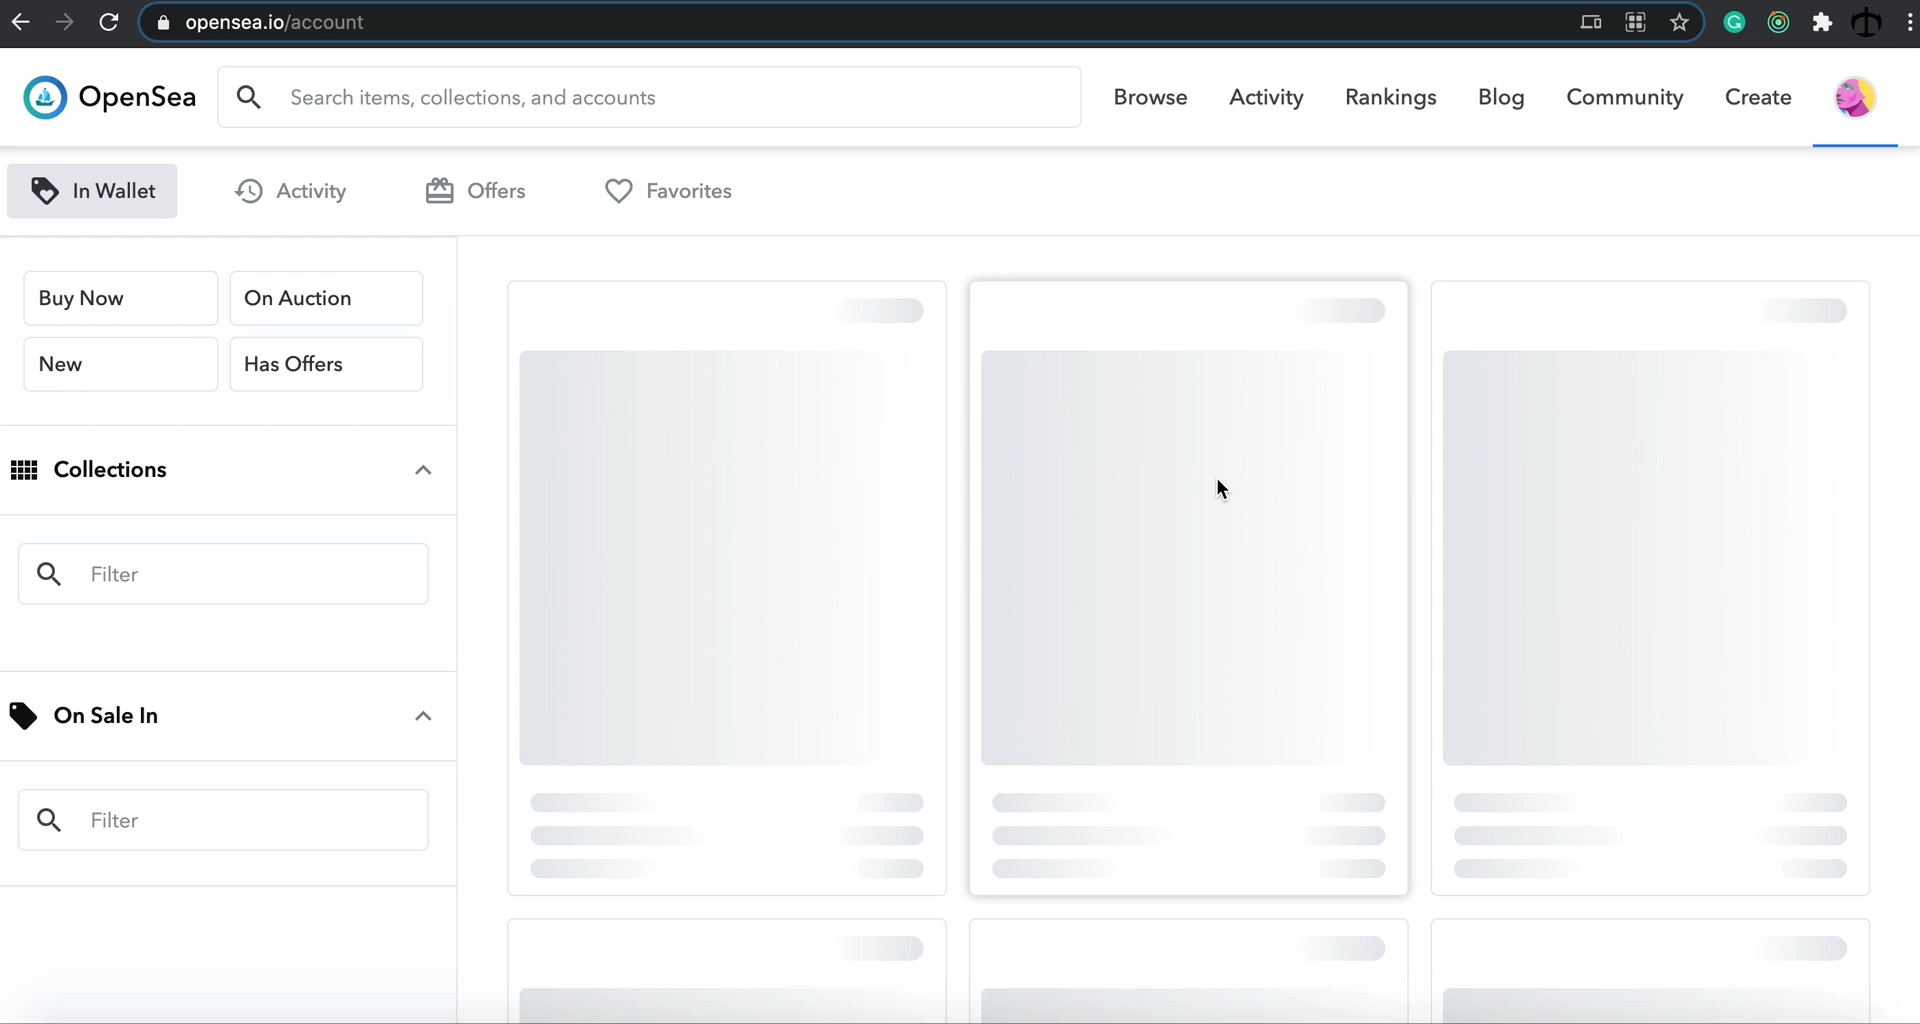 opensea.io/account
OpenSea
Search items, collections, and accounts
Browse
Activity
Rankings
Blog
Community
Create
In Wallet
Activity
Offers
Favorites
Buy Now
On Auction
New
Has Offers
Collections
Filter
On Sale In
Filter